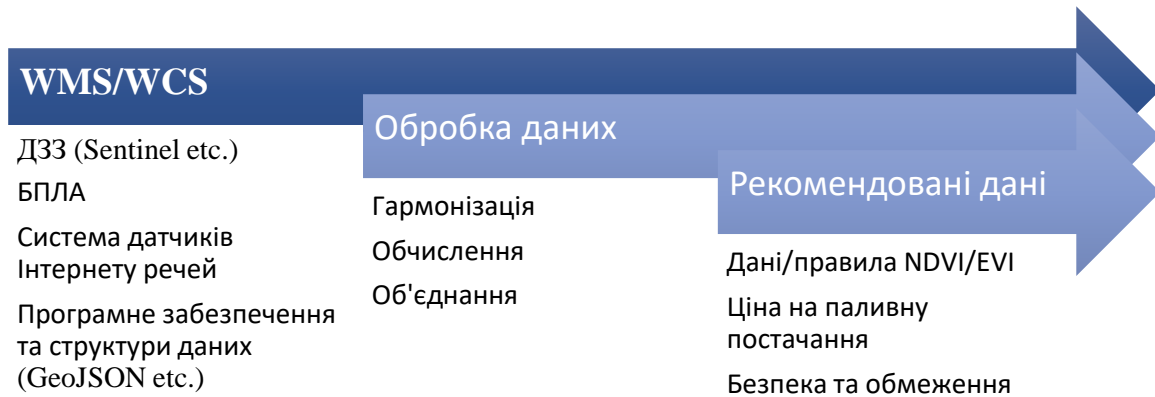 WMS/WCS
ДЗЗ (Sentinel etc.)
БПЛА
Система датчиків
Інтернету речей
Програмне забезпечення
та структури даних
(GeoJSON etc.)
Обробка даних
Гармонізація
Обчислення
Об'єднання
Рекомендовані дані
Дані/правила NDVI/EVI
Ціна на паливну
постачання
Безпека та обмеження